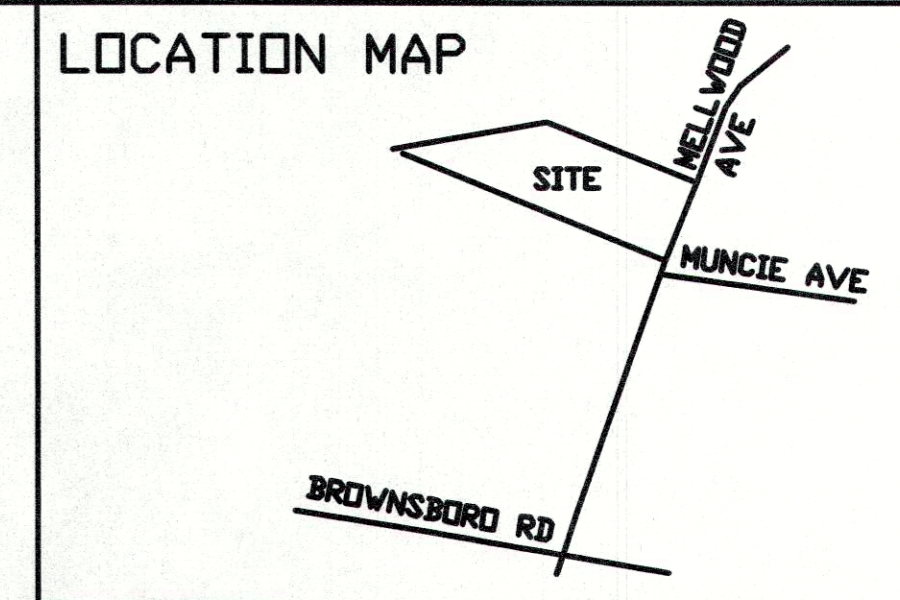 LOCATION MAP
MELLWOOD
AVE
SITE
MUNCIE AVE
BROWNSBORO RD